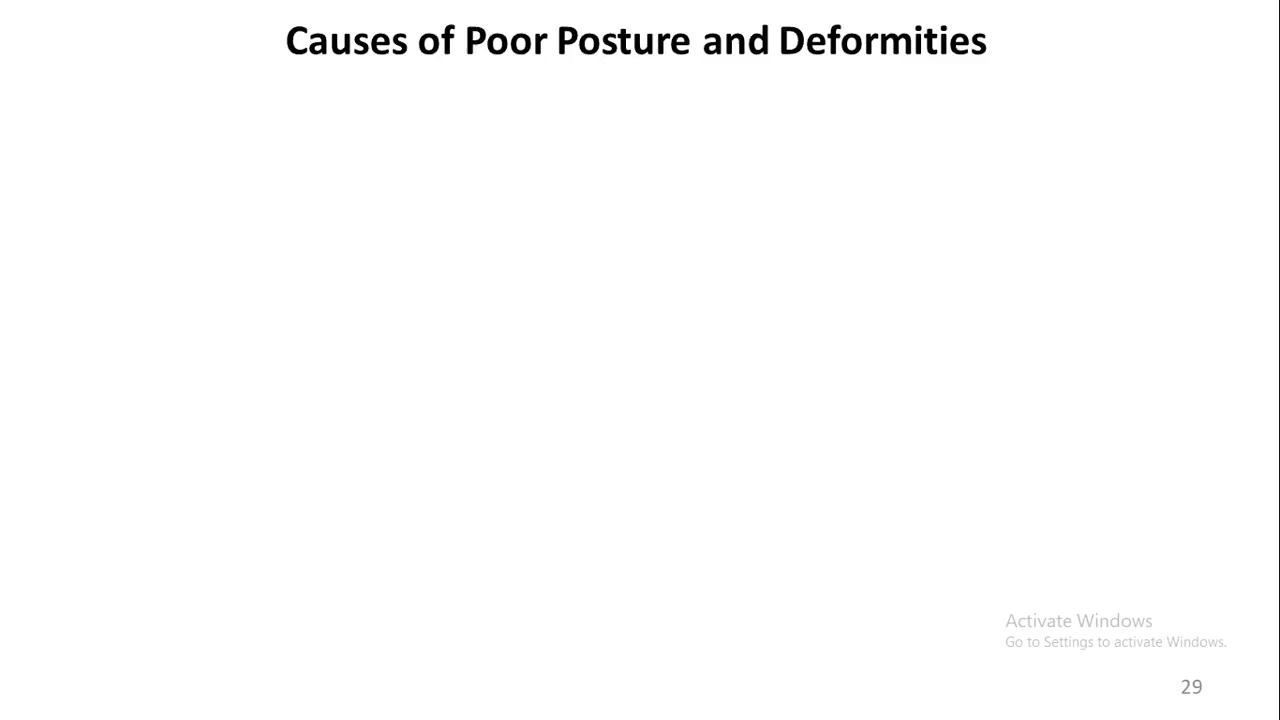 Causes of Poor Posture and Deformities
Activate Windows
Go to Settings to activate Windows.
29